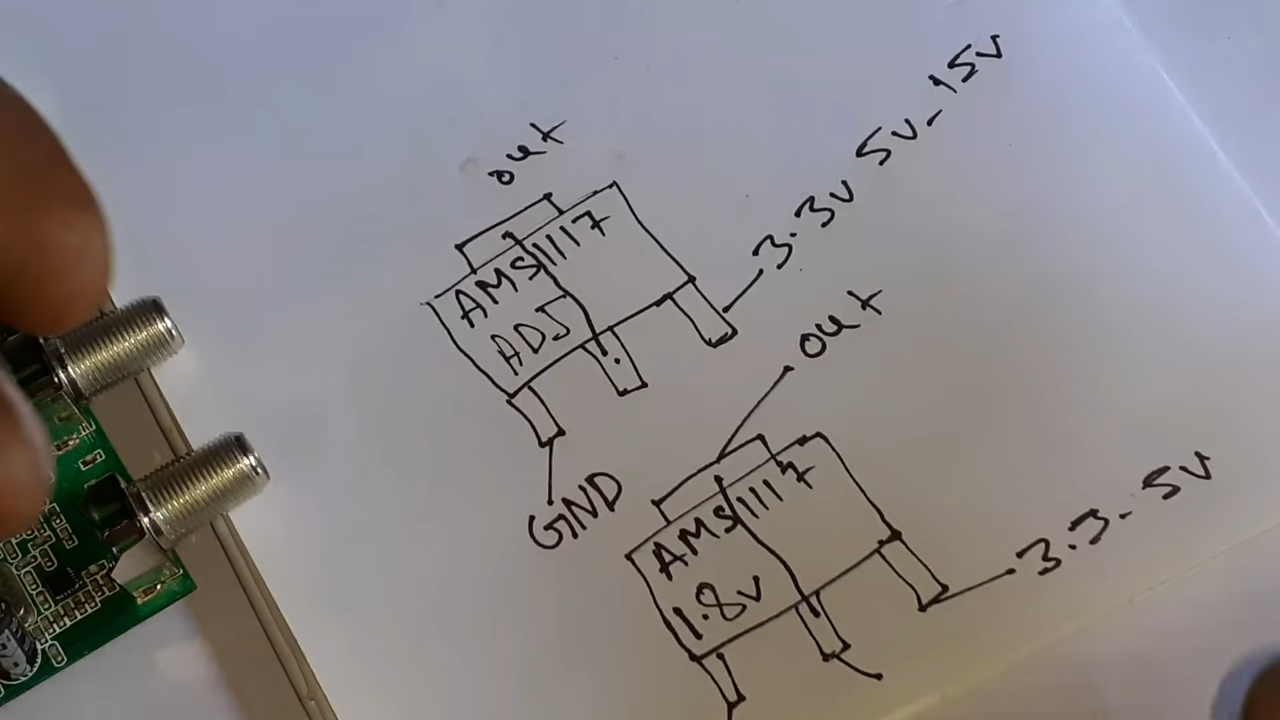 out
3.3v 5v-15v
AMS1117
ADJ
GND
out
AMS1117
1.8v
3.3-5v